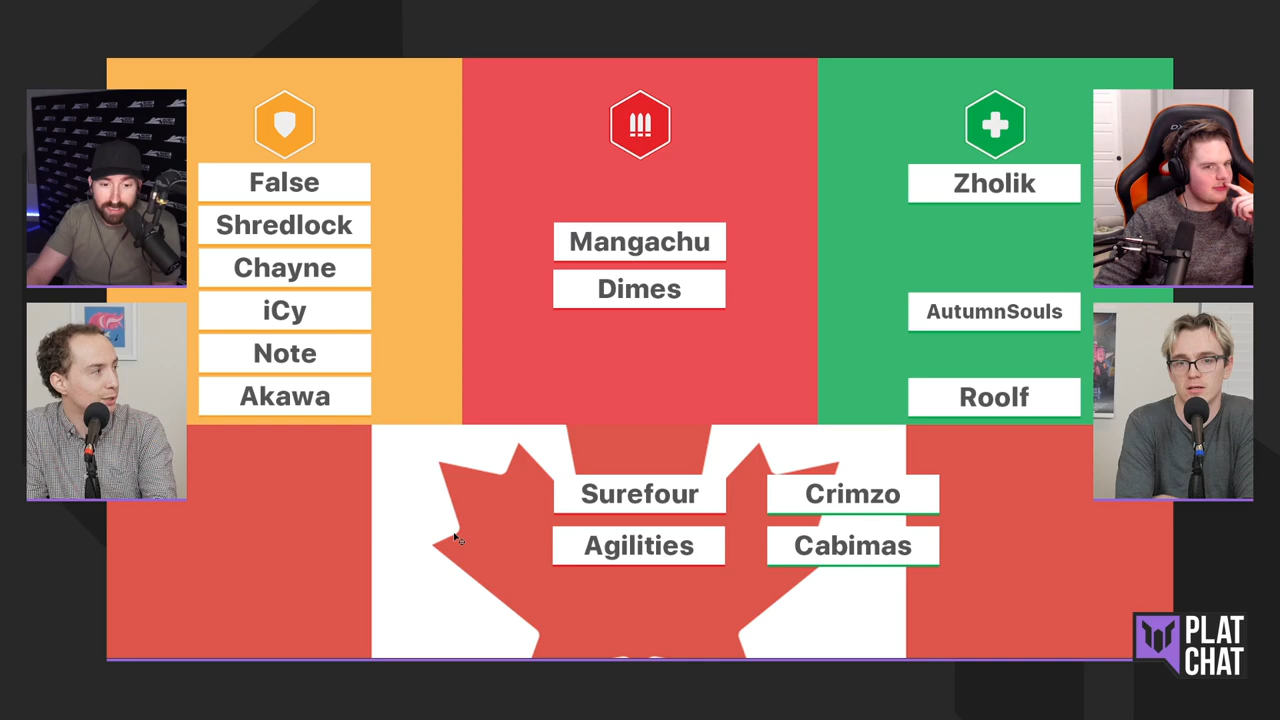 False
Shredlock
Chayne
iCy
Note
Akawa
Mangachu
Dimes
Zholik
AutumnSouls
Roolf
Surefour
Agilities
Crimzo
Cabimas
PLAT
CHAT